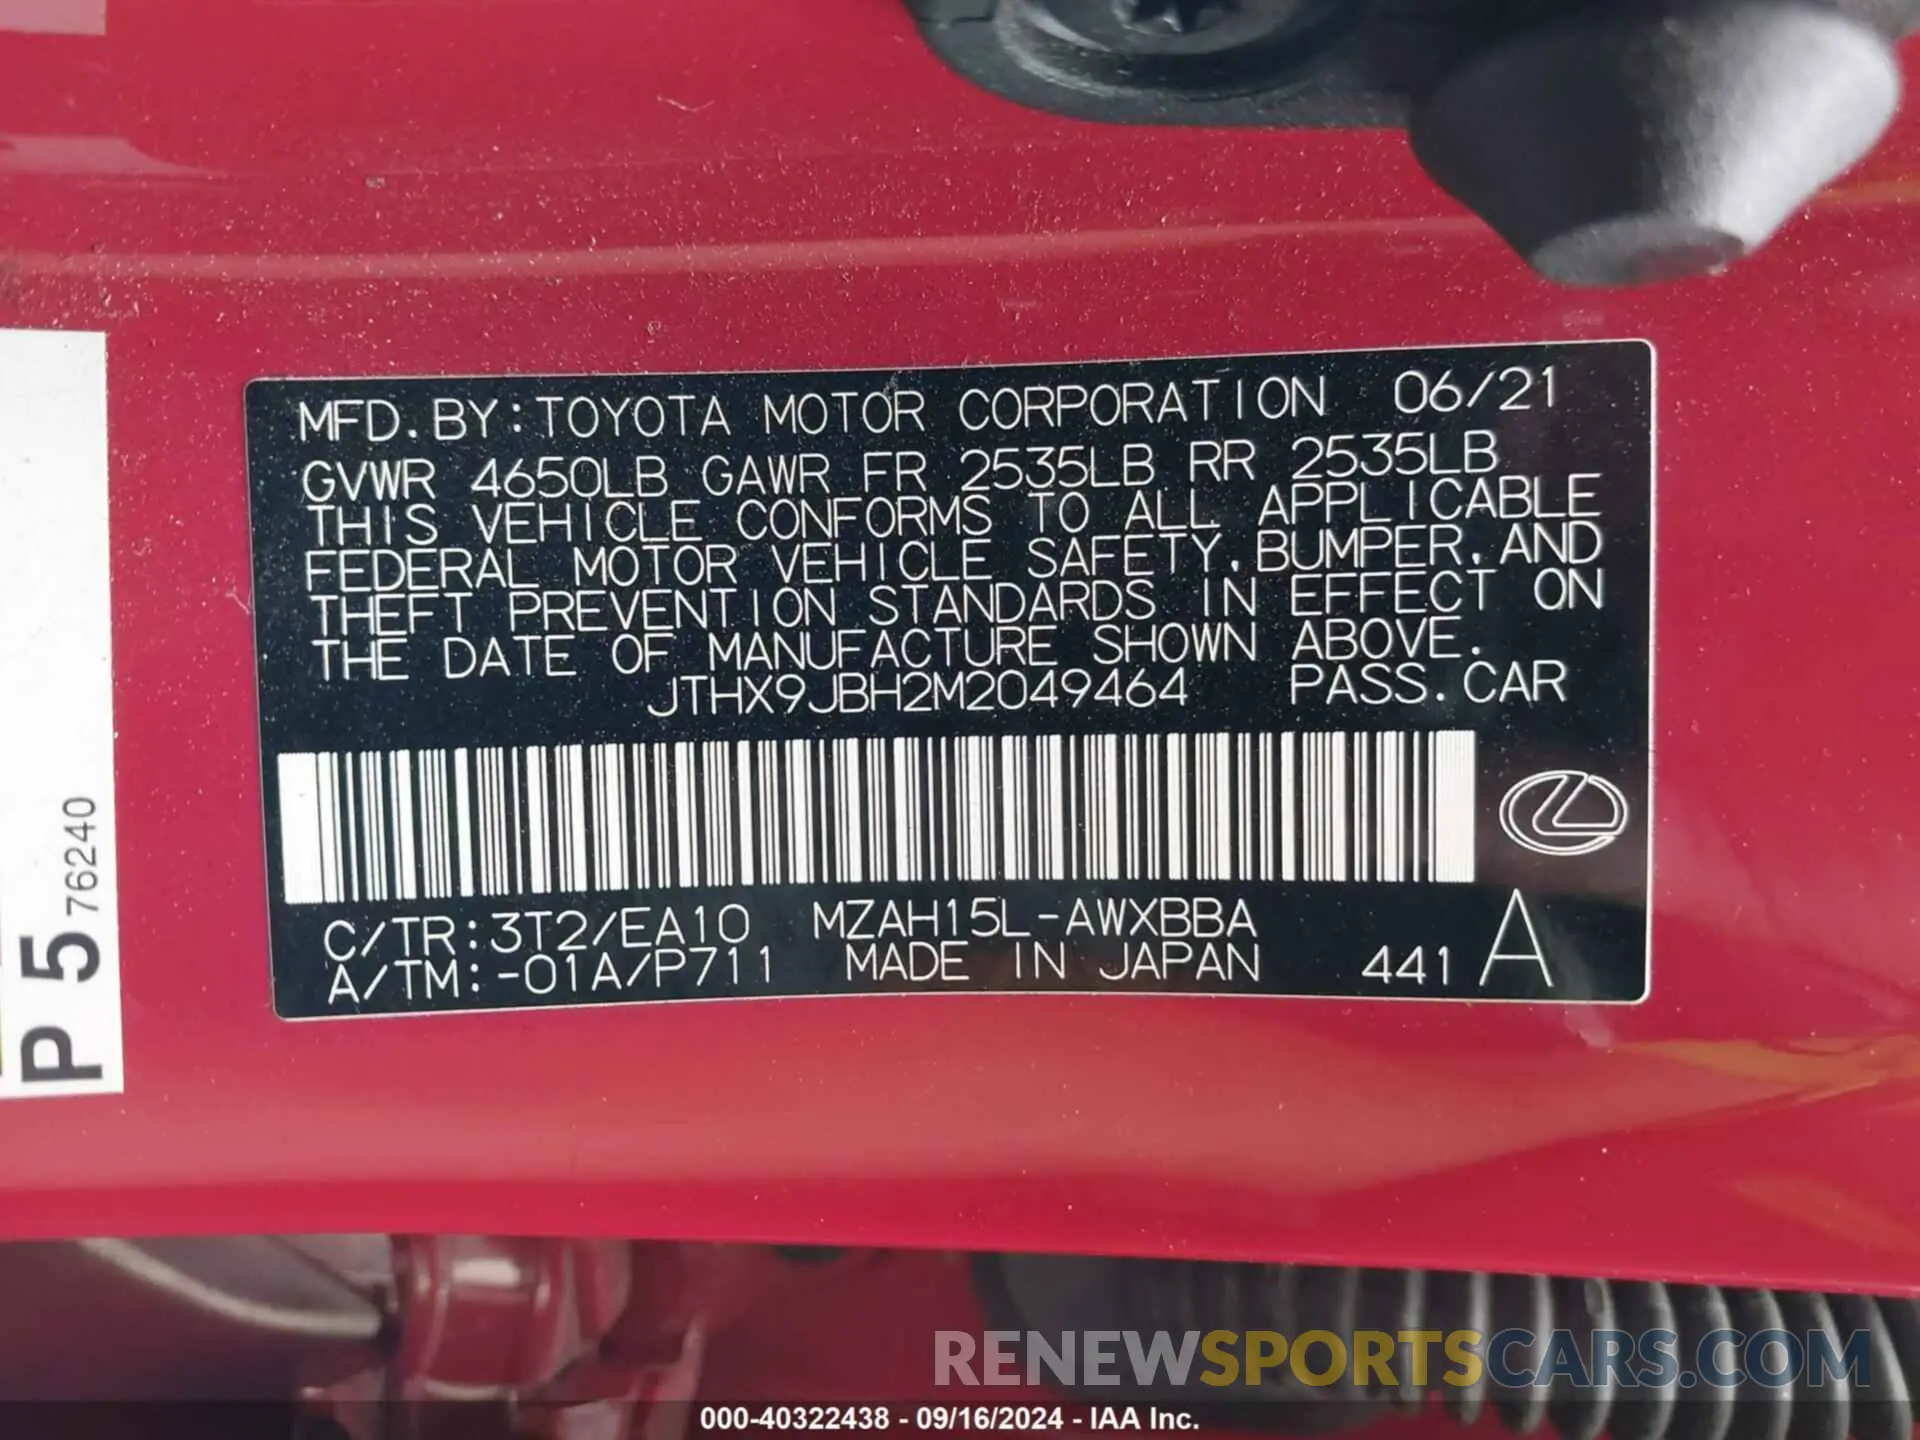 MFD. BY: TOYOTA MOTOR CORPORATION 06/21
GVWR 4650LB GAWR FR 2535LB RR 2535LB
THIS VEHICLE CONFORMS TO ALL APPLICABLE
FEDERAL MOTOR VEHICLE SAFETY, BUMPER, AND
THEFT PREVENTION STANDARDS IN EFFECT ON
THE DATE OF MANUFACTURE SHOWN ABOVE.
JTHX9JBH2M2049464 PASS. CAR
C/TR: 3T2/EA10 MZAH15L-AWXBBA
A/TM: -01A/P711 MADE IN JAPAN 441 A
P 5 76240
RENEWSPORTSCARS.COM
000-40322438 - 09/16/2024 - IAA Inc.